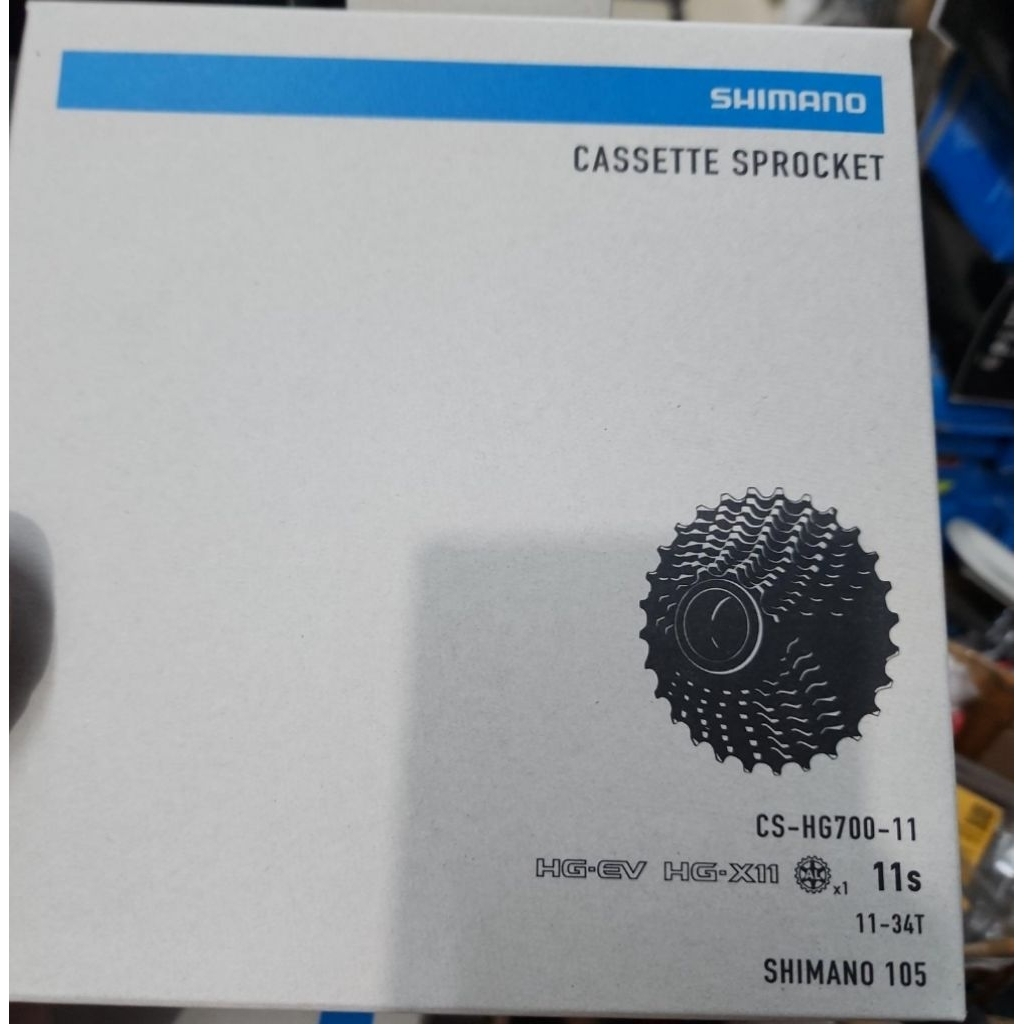 SHIMANO
CASSETTE SPROCKET
CS-HG700-11
HG-EV HG-X11 x1 11s
11-34T
SHIMANO 105